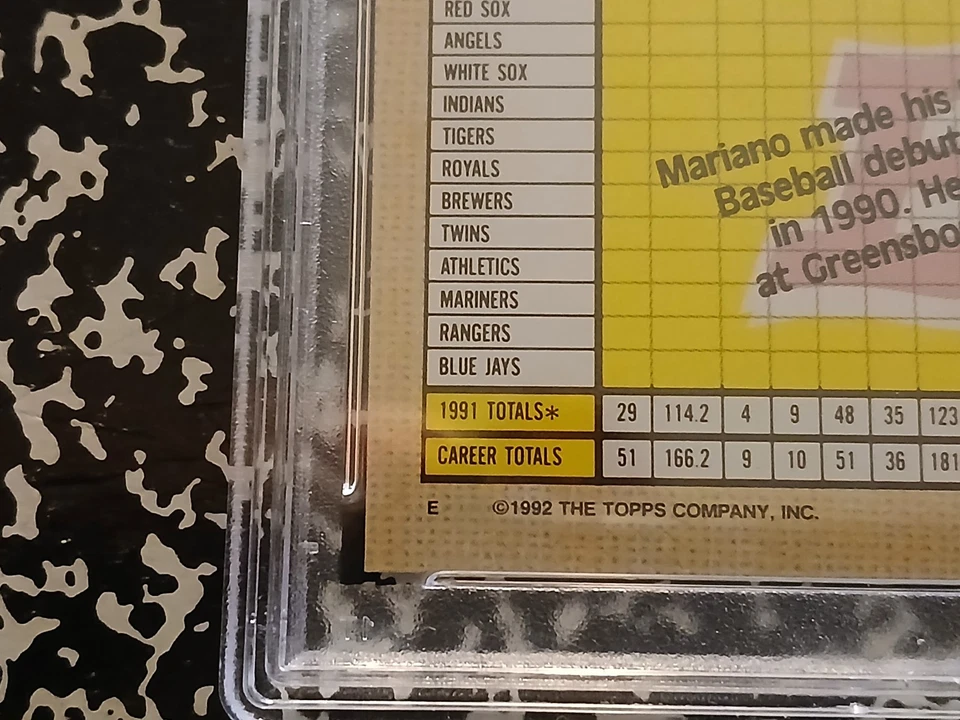 RED SOX
ANGELS
WHITE SOX
INDIANS
TIGERS
ROYALS
BREWERS
TWINS
ATHLETICS
MARINERS
RANGERS
BLUE JAYS
Mariano made his
Baseball debut
in 1990. He
at Greensbo
1991 TOTALS* 29 114.2 4 9 48 35 123
CAREER TOTALS 51 166.2 9 10 51 36 181
E ©1992 THE TOPPS COMPANY, INC.